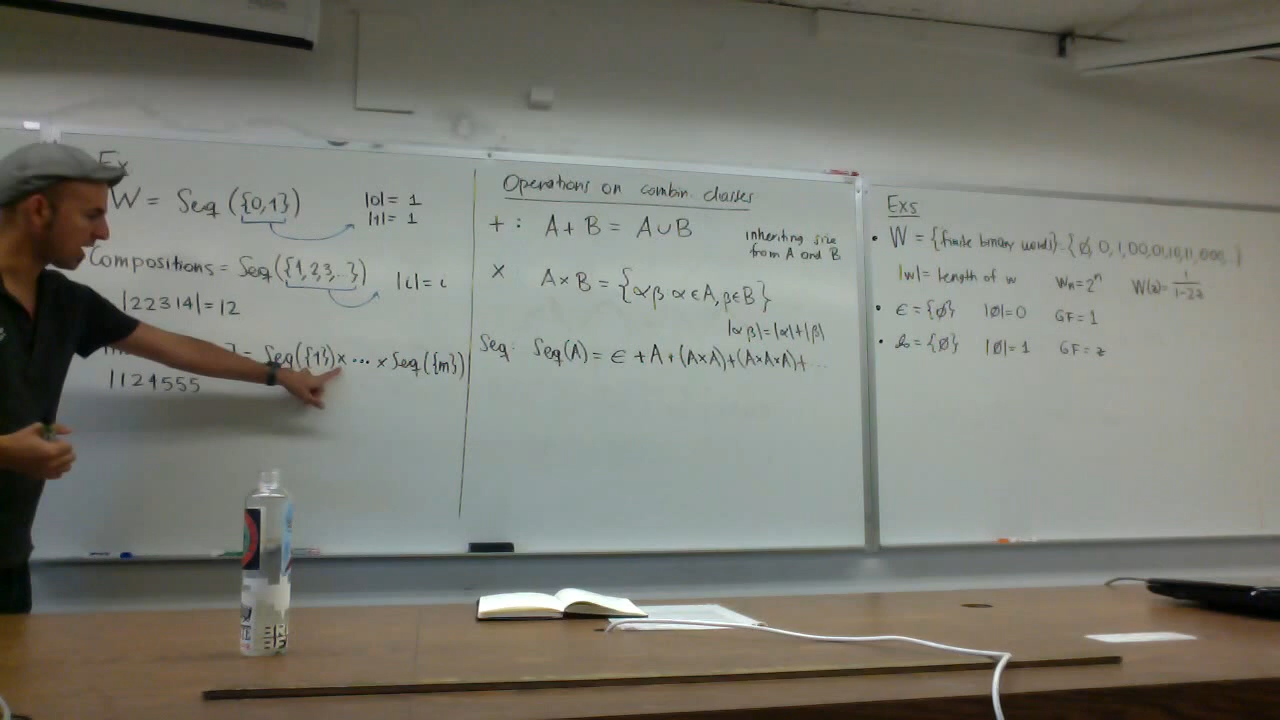 Ex
W = Seq ({0,1})
|0| = 1
|1| = 1
Compositions = Seq({1,2,3,..})
|i| = i
|22314| = 12
= Seq({1})× ... × Seq({m})
1124555
Operations on combin. classes
+ : A + B = A ∪ B
inheriting size
from A and B
× A × B = {αβ α ∈ A, β ∈ B}
|αβ| = |α|+|β|
Seq: Seq(A) = ε + A + (A×A) + (A×A×A) + ...
Exs
• W = {finite binary words} = {∅, 0, 1, 00, 01, 10, 11, 000, }
|w| = length of w Wn = 2^n W(z) = 1/1-2z
• ε = {∅} |∅| = 0 GF = 1
• = {∅} |∅| = 1 GF = z